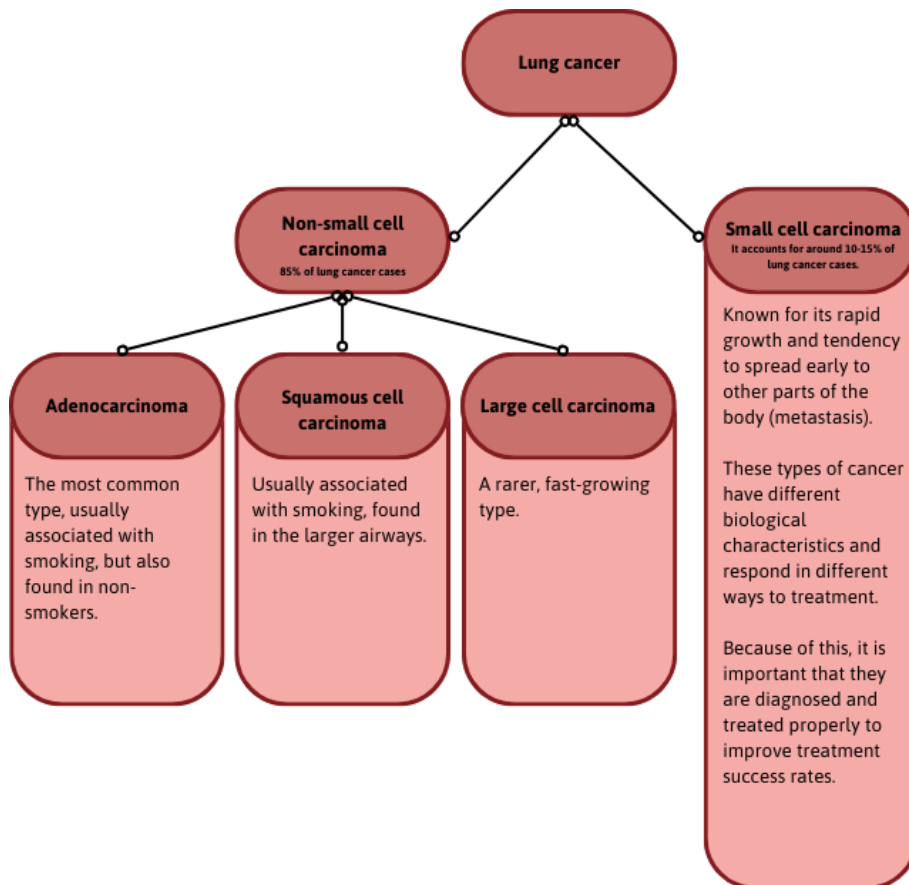 Lung cancer
Non-small cell
carcinoma
85% of lung cancer cases
Small cell carcinoma
It accounts for around 10-15% of
lung cancer cases.
Adenocarcinoma
The most common
type, usually
associated with
smoking, but also
found in non-
smokers.
Squamous cell
carcinoma
Usually associated
with smoking, found
in the larger airways.
Large cell carcinoma
A rarer, fast-growing
type.
Known for its rapid
growth and tendency
to spread early to
other parts of the
body (metastasis).
These types of cancer
have different
biological
characteristics and
respond in different
ways to treatment.
Because of this, it is
important that they
are diagnosed and
treated properly to
improve treatment
success rates.